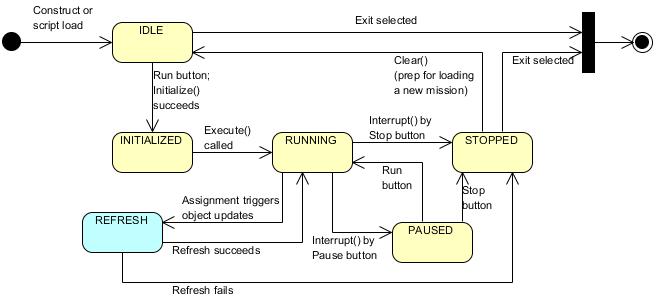 Construct or
script load
IDLE
Exit selected
Clear()
(prep for loading
a new mission)
Exit selected
Run button;
Initialize()
succeeds
INITIALIZED
Execute()
called
RUNNING
Interrupt() by
Stop button
STOPPED
Run
button
Stop
button
Assignment triggers
object updates
REFRESH
Refresh succeeds
Interrupt() by
Pause button
PAUSED
Refresh fails